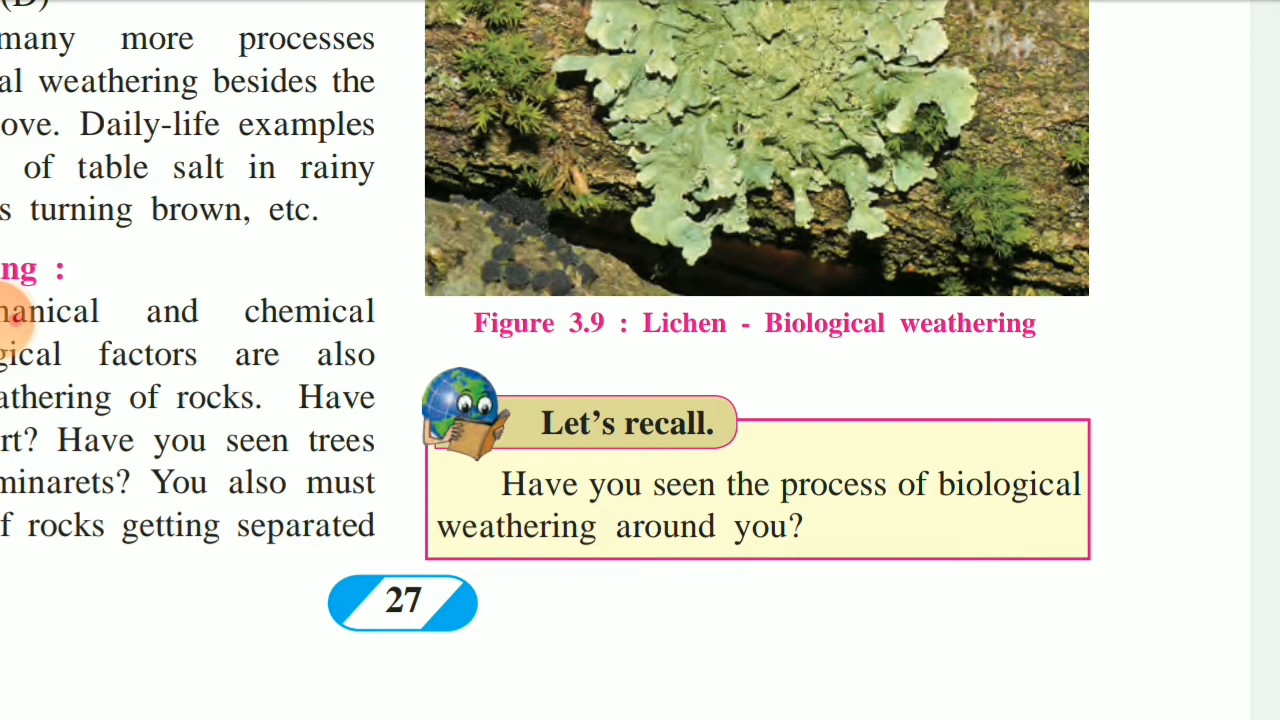 (D)
many more processes
al weathering besides the
ove. Daily-life examples
of table salt in rainy
s turning brown, etc.
ng :
hanical and chemical
gical factors are also
athering of rocks. Have
rt? Have you seen trees
minarets? You also must
f rocks getting separated
Figure 3.9 : Lichen - Biological weathering
Let's recall.
Have you seen the process of biological
weathering around you?
27